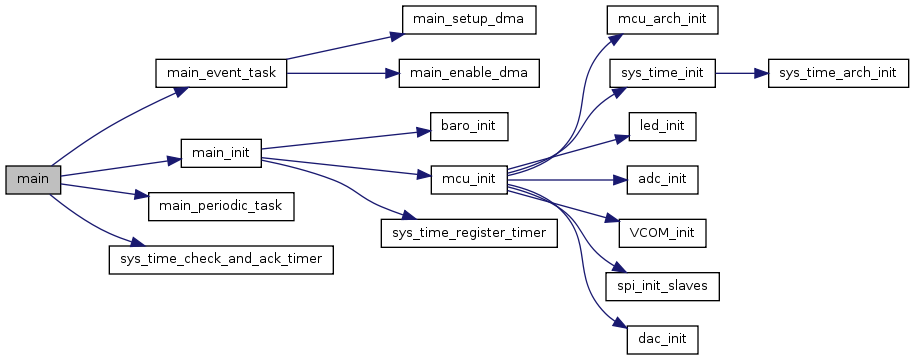 main
main_event_task
main_setup_dma
main_enable_dma
main_init
baro_init
mcu_init
mcu_arch_init
sys_time_init
sys_time_arch_init
led_init
adc_init
VCOM_init
spi_init_slaves
dac_init
sys_time_register_timer
main_periodic_task
sys_time_check_and_ack_timer